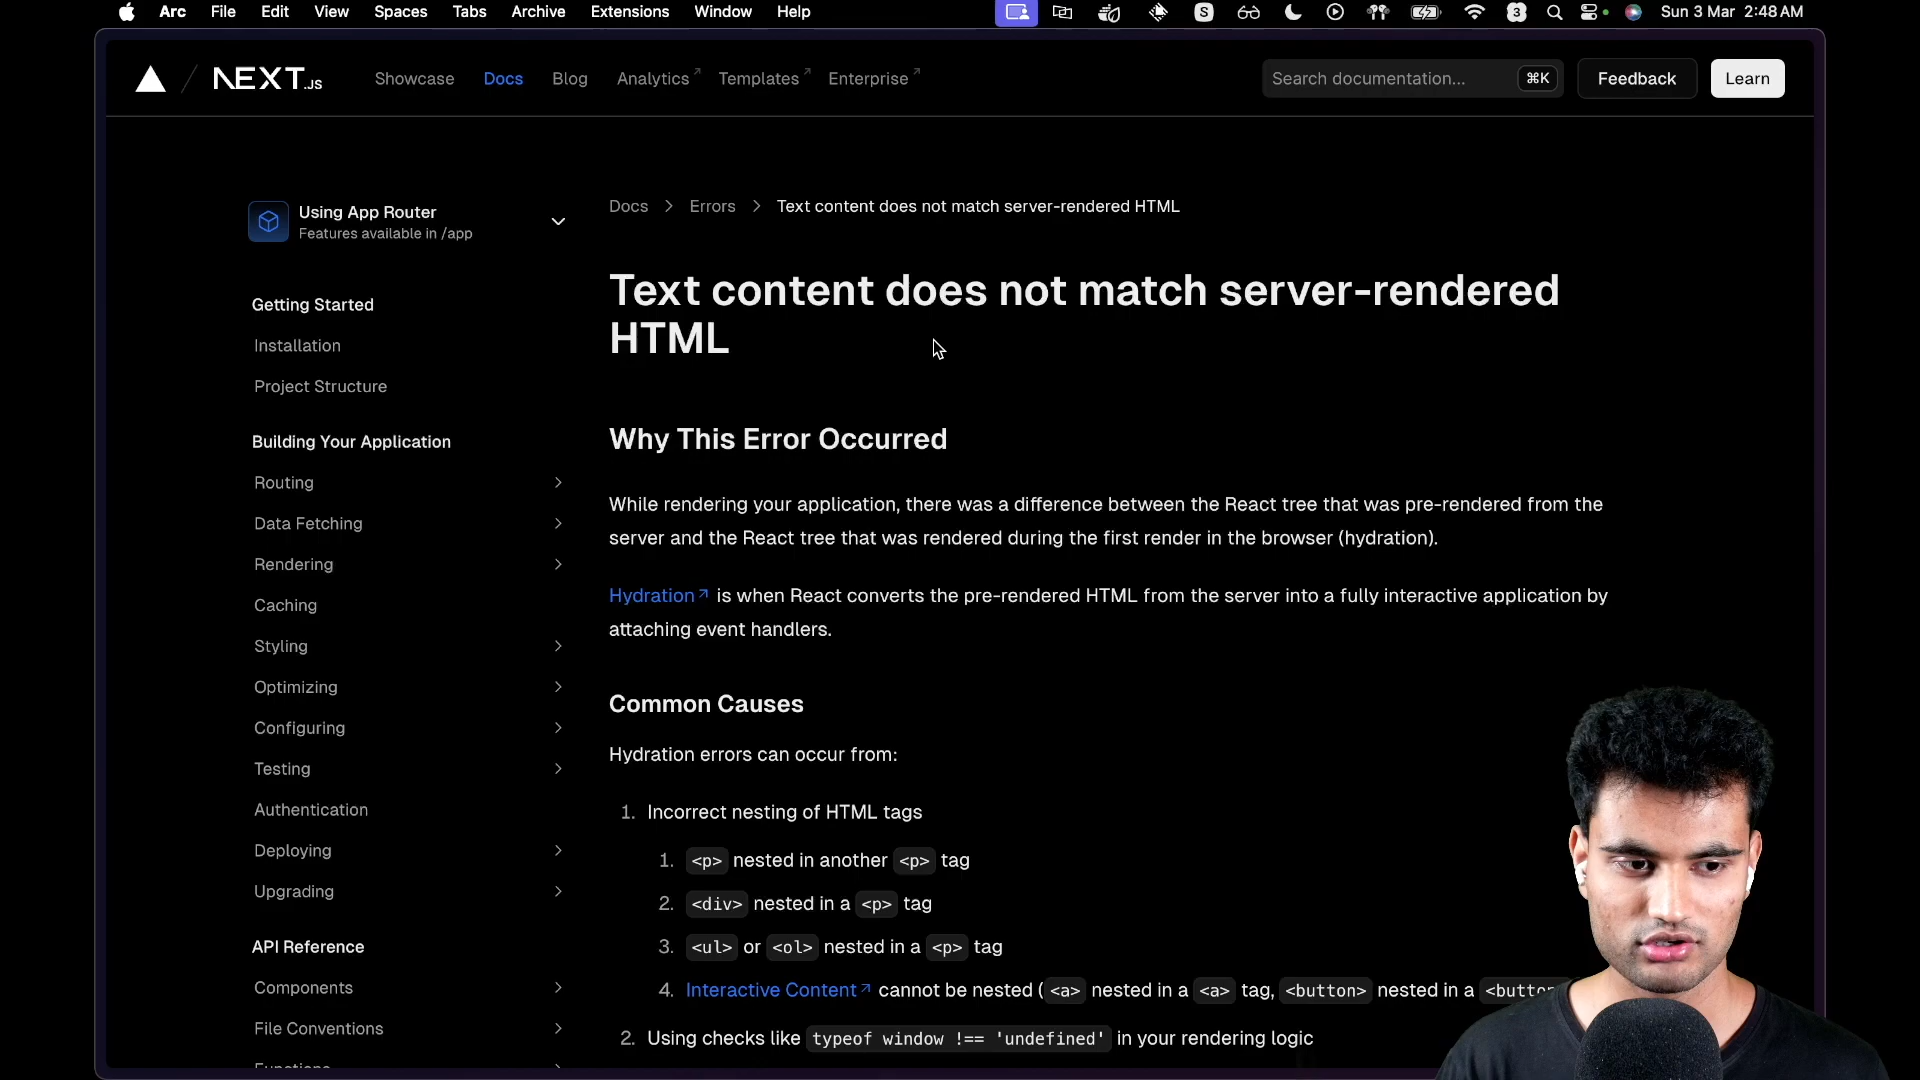 Arc File Edit View Spaces Tabs Archive Extensions Window Help S 3 Sun 3 Mar 2:48 AM
NEXT.JS Showcase Docs Blog Analytics Templates Enterprise Search documentation... ⌘K Feedback Learn
Using App Router
Features available in /app
Getting Started
Installation
Project Structure
Building Your Application
Routing
Data Fetching
Rendering
Caching
Styling
Optimizing
Configuring
Testing
Authentication
Deploying
Upgrading
API Reference
Components
File Conventions
Functions
Docs > Errors > Text content does not match server-rendered HTML
Text content does not match server-rendered
HTML
Why This Error Occurred
While rendering your application, there was a difference between the React tree that was pre-rendered from the
server and the React tree that was rendered during the first render in the browser (hydration).
Hydration is when React converts the pre-rendered HTML from the server into a fully interactive application by
attaching event handlers.
Common Causes
Hydration errors can occur from:
1. Incorrect nesting of HTML tags
1. <p> nested in another <p> tag
2. <div> nested in a <p> tag
3. <ul> or <ol> nested in a <p> tag
4. Interactive Content cannot be nested (<a> nested in a <a> tag, <button> nested in a
2. Using checks like typeof window !== 'undefined' in your rendering logic